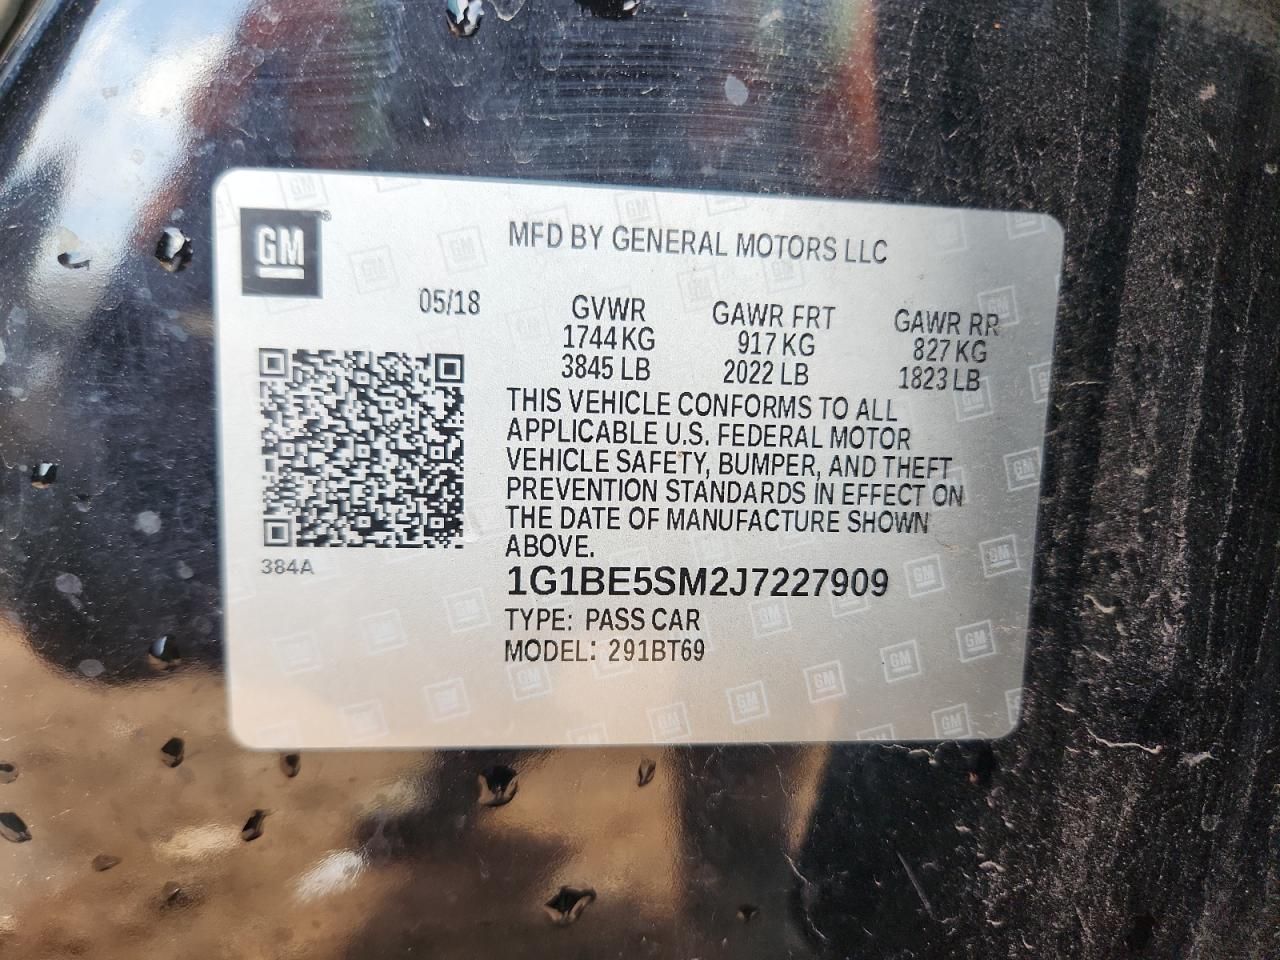 GM®
MFD BY GENERAL MOTORS LLC
05/18 GVWR GAWR FRT GAWR RR
1744 KG 917 KG 827 KG
3845 LB 2022 LB 1823 LB
THIS VEHICLE CONFORMS TO ALL
APPLICABLE U.S. FEDERAL MOTOR
VEHICLE SAFETY, BUMPER, AND THEFT
PREVENTION STANDARDS IN EFFECT ON
THE DATE OF MANUFACTURE SHOWN
ABOVE.
384A
1G1BE5SM2J7227909
TYPE: PASS CAR
MODEL: 291BT69